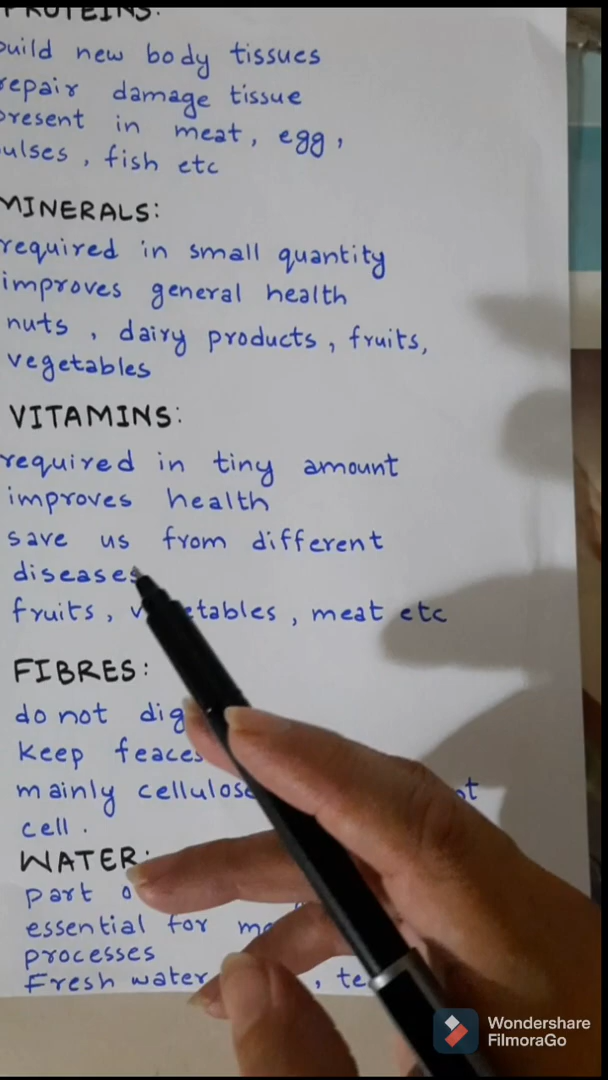 PROTEINS:
build new body tissues
repair damage tissue
present in meat, egg,
pulses, fish etc
MINERALS:
required in small quantity
improves general health
nuts, dairy products, fruits,
vegetables
VITAMINS:
required in tiny amount
improves health
save us from different
diseases
fruits, vegetables, meat etc
FIBRES:
do not
keep feaces
mainly cellulose
cell.
WATER:
part
essential for
processes
Fresh water
Wondershare
FilmoraGo